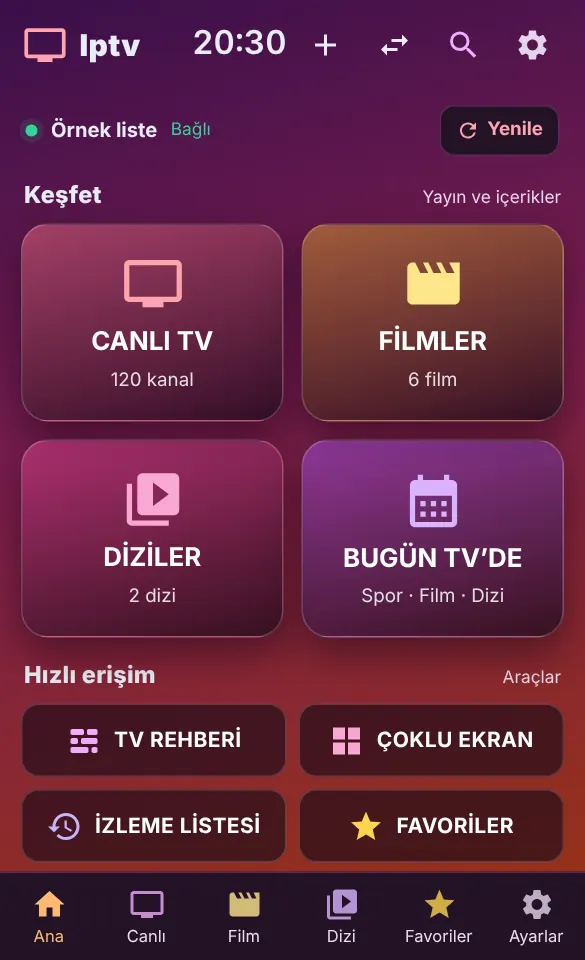 Iptv 20:30
Örnek liste Bağlı Yenile
Keşfet Yayın ve içerikler
CANLI TV
120 kanal
FİLMLER
6 film
DİZİLER
2 dizi
BUGÜN TV’DE
Spor · Film · Dizi
Hızlı erişim Araçlar
TV REHBERİ
ÇOKLU EKRAN
İZLEME LİSTESİ
FAVORİLER
Ana Canlı Film Dizi Favoriler Ayarlar